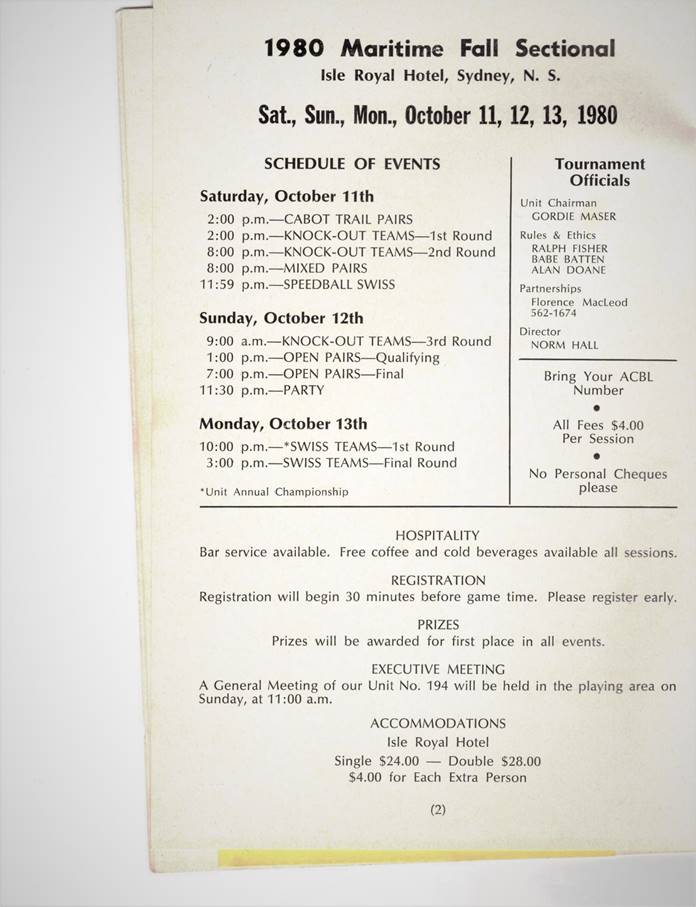 1980 Maritime Fall Sectional
Isle Royal Hotel, Sydney, N. S.
Sat., Sun., Mon., October 11, 12, 13, 1980
SCHEDULE OF EVENTS
Saturday, October 11th
2:00 p.m.—CABOT TRAIL PAIRS
2:00 p.m.—KNOCK-OUT TEAMS—1st Round
8:00 p.m.—KNOCK-OUT TEAMS—2nd Round
8:00 p.m.—MIXED PAIRS
11:59 p.m.—SPEEDBALL SWISS
Sunday, October 12th
9:00 a.m.—KNOCK-OUT TEAMS—3rd Round
1:00 p.m.—OPEN PAIRS—Qualifying
7:00 p.m.—OPEN PAIRS—Final
11:30 p.m.—PARTY
Monday, October 13th
10:00 p.m.—*SWISS TEAMS—1st Round
3:00 p.m.—SWISS TEAMS—Final Round
*Unit Annual Championship
Tournament
Officials
Unit Chairman
GORDIE MASER
Rules & Ethics
RALPH FISHER
BABE BATTEN
ALAN DOANE
Partnerships
Florence MacLeod
562-1674
Director
NORM HALL
Bring Your ACBL
Number
•
All Fees $4.00
Per Session
•
No Personal Cheques
please
HOSPITALITY
Bar service available. Free coffee and cold beverages available all sessions.
REGISTRATION
Registration will begin 30 minutes before game time. Please register early.
PRIZES
Prizes will be awarded for first place in all events.
EXECUTIVE MEETING
A General Meeting of our Unit No. 194 will be held in the playing area on
Sunday, at 11:00 a.m.
ACCOMMODATIONS
Isle Royal Hotel
Single $24.00 — Double $28.00
$4.00 for Each Extra Person
(2)